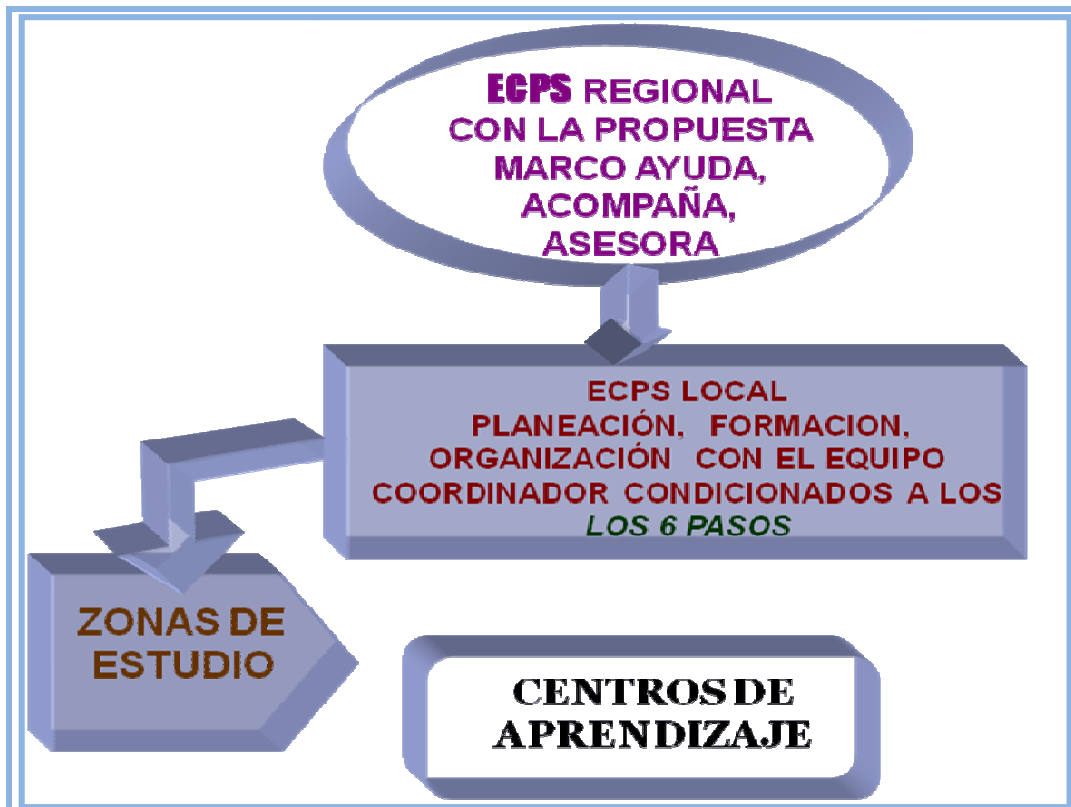 ECPS REGIONAL
CON LA PROPUESTA
MARCO AYUDA,
ACOMPAÑA,
ASESORA
ECPS LOCAL
PLANEACIÓN, FORMACION,
ORGANIZACIÓN CON EL EQUIPO
COORDINADOR CONDICIONADOS A LOS
LOS 6 PASOS
ZONAS DE
ESTUDIO
CENTROS DE
APRENDIZAJE